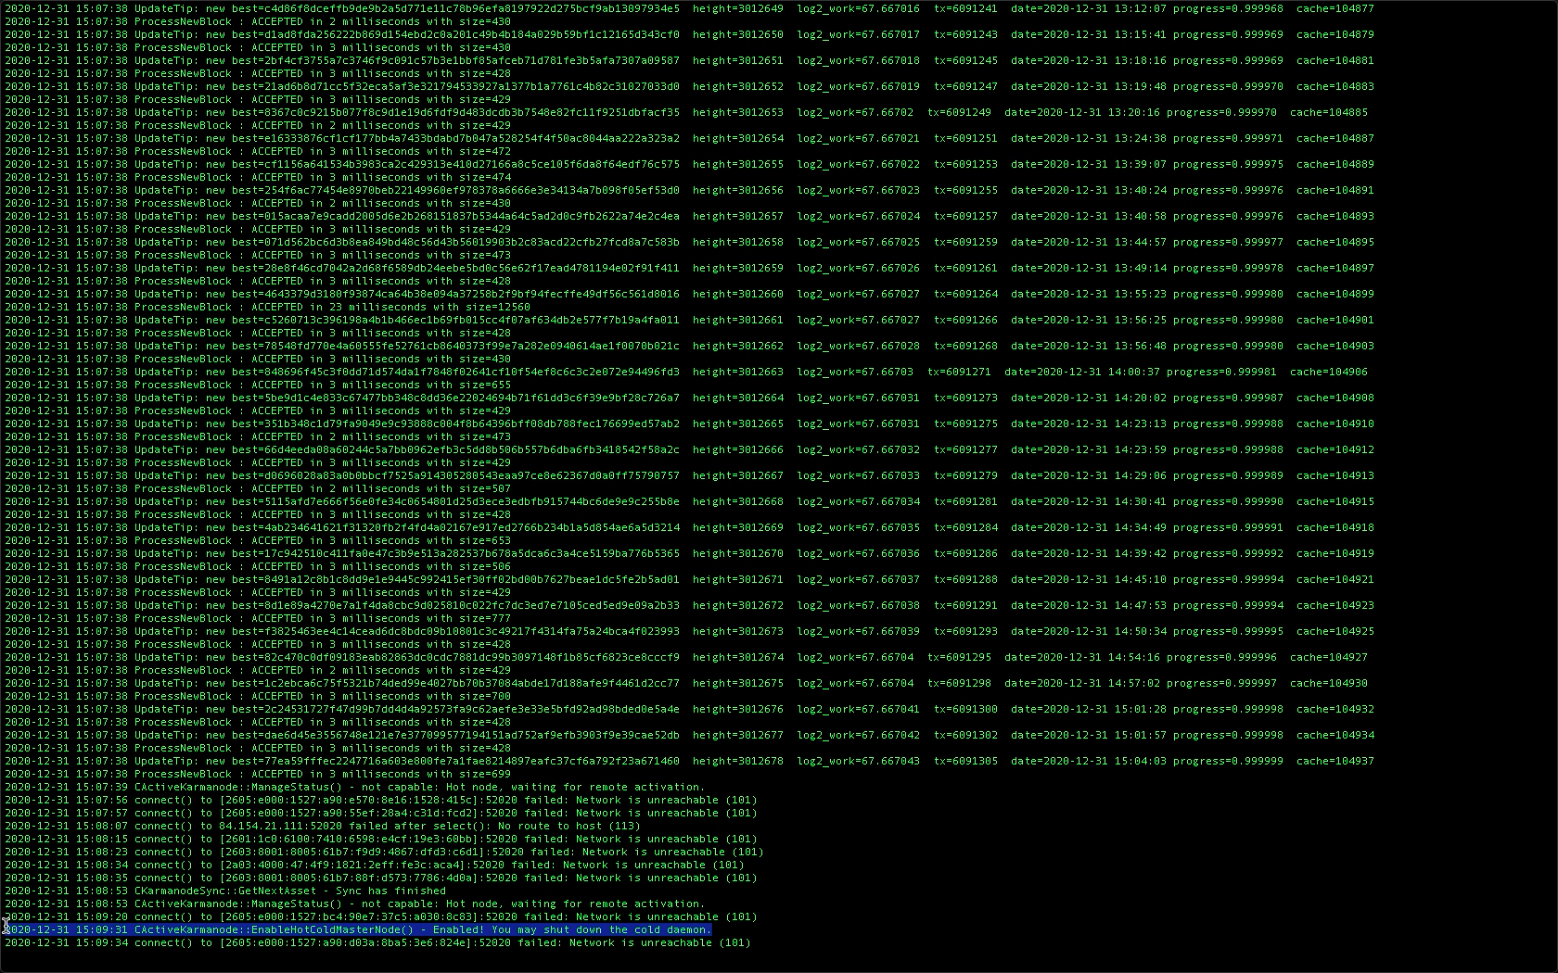 2020-12-31 15:07:38 UpdateTip: new best=c4d86f8dceffb9de9b2a5d771e11c78b96efa8197922d275bcf9ab13097934e5  height=3012649  log2_work=67.667016  tx=6091241  date=2020-12-31 13:12:07 progress=0.999968  cache=104877
2020-12-31 15:07:38 ProcessNewBlock : ACCEPTED in 2 milliseconds with size=430
2020-12-31 15:07:38 UpdateTip: new best=d1ad8fda256222b869d154ebd2c0a201c49b4b184a029b59bf1c12165d343cf0  height=3012650  log2_work=67.667017  tx=6091243  date=2020-12-31 13:15:41 progress=0.999969  cache=104879
2020-12-31 15:07:38 ProcessNewBlock : ACCEPTED in 3 milliseconds with size=430
2020-12-31 15:07:38 UpdateTip: new best=2bf4cf3755a7c3746f9c091c57b3e1bbf85afceb71d781fe3b5afa7307a09587  height=3012651  log2_work=67.667018  tx=6091245  date=2020-12-31 13:18:16 progress=0.999969  cache=104881
2020-12-31 15:07:38 ProcessNewBlock : ACCEPTED in 3 milliseconds with size=428
2020-12-31 15:07:38 UpdateTip: new best=21ad6b8d71cc5f32eca5af3e321794533927a1377b1a7761c4b82c31027033d0  height=3012652  log2_work=67.667019  tx=6091247  date=2020-12-31 13:19:48 progress=0.999970  cache=104883
2020-12-31 15:07:38 ProcessNewBlock : ACCEPTED in 3 milliseconds with size=429
2020-12-31 15:07:38 UpdateTip: new best=8367c0c9215b077f8c9d1e19d6fdf9d483dcdb3b7548e82fc11f9251dbfacf35  height=3012653  log2_work=67.66702  tx=6091249  date=2020-12-31 13:20:16 progress=0.999970  cache=104885
2020-12-31 15:07:38 ProcessNewBlock : ACCEPTED in 2 milliseconds with size=429
2020-12-31 15:07:38 UpdateTip: new best=e16333876cf1cf177bb4a7443bdabd7b047a528254f4f50ac8044aa222a323a2  height=3012654  log2_work=67.667021  tx=6091251  date=2020-12-31 13:24:38 progress=0.999971  cache=104887
2020-12-31 15:07:38 ProcessNewBlock : ACCEPTED in 3 milliseconds with size=472
2020-12-31 15:07:38 UpdateTip: new best=cf1156a641534b3983ca2c429313e410d27166a8c5ce105f6da8f64edf76c575  height=3012655  log2_work=67.667022  tx=6091253  date=2020-12-31 13:39:07 progress=0.999975  cache=104889
2020-12-31 15:07:38 ProcessNewBlock : ACCEPTED in 3 milliseconds with size=474
2020-12-31 15:07:38 UpdateTip: new best=254f6ac77454e8970beb22149960ef978378a6666e3e34134a7b098f05ef53d0  height=3012656  log2_work=67.667023  tx=6091255  date=2020-12-31 13:40:24 progress=0.999976  cache=104891
2020-12-31 15:07:38 ProcessNewBlock : ACCEPTED in 2 milliseconds with size=430
2020-12-31 15:07:38 UpdateTip: new best=015acaa7e9cadd2005d6e2b268151837b5344a64c5ad2d0c9fb2622a74e2c4ea  height=3012657  log2_work=67.667024  tx=6091257  date=2020-12-31 13:40:58 progress=0.999976  cache=104893
2020-12-31 15:07:38 ProcessNewBlock : ACCEPTED in 3 milliseconds with size=429
2020-12-31 15:07:38 UpdateTip: new best=071d562bc6d3b8ea849bd48c56d43b56019903b2c83acd22cfb27fcd8a7c583b  height=3012658  log2_work=67.667025  tx=6091259  date=2020-12-31 13:44:57 progress=0.999977  cache=104895
2020-12-31 15:07:38 ProcessNewBlock : ACCEPTED in 3 milliseconds with size=473
2020-12-31 15:07:38 UpdateTip: new best=28e8f46cd7042a2d68f6589db24eebe5bd0c56e62f17ead4781194e02f91f411  height=3012659  log2_work=67.667026  tx=6091261  date=2020-12-31 13:49:14 progress=0.999978  cache=104897
2020-12-31 15:07:38 ProcessNewBlock : ACCEPTED in 3 milliseconds with size=428
2020-12-31 15:07:38 UpdateTip: new best=4643379d3180f93874ca64b38e094a37258b2f9bf94fecffe49df56c561d8016  height=3012660  log2_work=67.667027  tx=6091264  date=2020-12-31 13:55:23 progress=0.999980  cache=104899
2020-12-31 15:07:38 ProcessNewBlock : ACCEPTED in 23 milliseconds with size=12560
2020-12-31 15:07:38 UpdateTip: new best=c5260713c396198a4b1b466ec1b69fb015cc4f07af634db2e577f7b19a4fa011  height=3012661  log2_work=67.667027  tx=6091266  date=2020-12-31 13:56:25 progress=0.999980  cache=104901
2020-12-31 15:07:38 ProcessNewBlock : ACCEPTED in 3 milliseconds with size=428
2020-12-31 15:07:38 UpdateTip: new best=78548fd770e4a60555fe52761cb8640373f99e7a282e0940614ae1f0070b021c  height=3012662  log2_work=67.667028  tx=6091268  date=2020-12-31 13:56:48 progress=0.999980  cache=104903
2020-12-31 15:07:38 ProcessNewBlock : ACCEPTED in 3 milliseconds with size=430
2020-12-31 15:07:38 UpdateTip: new best=848696f45c3f0dd71d574da1f7848f02641cf10f54ef8c6c3c2e072e94496fd3  height=3012663  log2_work=67.66703  tx=6091271  date=2020-12-31 14:00:37 progress=0.999981  cache=104906
2020-12-31 15:07:38 ProcessNewBlock : ACCEPTED in 3 milliseconds with size=655
2020-12-31 15:07:38 UpdateTip: new best=5be9d1c4e833c67477bb348c8dd36e22024694b71f61dd3c6f39e9bf28c726a7  height=3012664  log2_work=67.667031  tx=6091273  date=2020-12-31 14:20:02 progress=0.999987  cache=104908
2020-12-31 15:07:38 ProcessNewBlock : ACCEPTED in 3 milliseconds with size=429
2020-12-31 15:07:38 UpdateTip: new best=351b348c1d79fa9049e9c93888c004f8b64396bff08db788fec176699ed57ab2  height=3012665  log2_work=67.667031  tx=6091275  date=2020-12-31 14:23:13 progress=0.999988  cache=104910
2020-12-31 15:07:38 ProcessNewBlock : ACCEPTED in 2 milliseconds with size=473
2020-12-31 15:07:38 UpdateTip: new best=66d4eeda08a60244c5a7bb0962efb3c5dd8b506b557b6dba6fb3418542f58a2c  height=3012666  log2_work=67.667032  tx=6091277  date=2020-12-31 14:23:59 progress=0.999988  cache=104912
2020-12-31 15:07:38 ProcessNewBlock : ACCEPTED in 3 milliseconds with size=429
2020-12-31 15:07:38 UpdateTip: new best=d0696028a83a0b0bbcf7525a914305280543eaa97ce8e62367d0a0ff75790757  height=3012667  log2_work=67.667033  tx=6091279  date=2020-12-31 14:29:06 progress=0.999989  cache=104913
2020-12-31 15:07:38 ProcessNewBlock : ACCEPTED in 2 milliseconds with size=507
2020-12-31 15:07:38 UpdateTip: new best=5115afd7e666f56e0fe34c0654801d25d3ece3edbfb915744bc6de9e9c255b8e  height=3012668  log2_work=67.667034  tx=6091281  date=2020-12-31 14:30:41 progress=0.999990  cache=104915
2020-12-31 15:07:38 ProcessNewBlock : ACCEPTED in 3 milliseconds with size=428
2020-12-31 15:07:38 UpdateTip: new best=4ab234641621f31320fb2f4fd4a02167e917ed2766b234b1a5d854ae6a5d3214  height=3012669  log2_work=67.667035  tx=6091284  date=2020-12-31 14:34:49 progress=0.999991  cache=104918
2020-12-31 15:07:38 ProcessNewBlock : ACCEPTED in 3 milliseconds with size=653
2020-12-31 15:07:38 UpdateTip: new best=17c942510c411fa0e47c3b9e513a282537b678a5dca6c3a4ce5159ba776b5365  height=3012670  log2_work=67.667036  tx=6091286  date=2020-12-31 14:39:42 progress=0.999992  cache=104919
2020-12-31 15:07:38 ProcessNewBlock : ACCEPTED in 3 milliseconds with size=506
2020-12-31 15:07:38 UpdateTip: new best=8491a12c8b1c8dd9e1e9445c992415ef30ff02bd00b7627beae1dc5fe2b5ad01  height=3012671  log2_work=67.667037  tx=6091288  date=2020-12-31 14:45:10 progress=0.999994  cache=104921
2020-12-31 15:07:38 ProcessNewBlock : ACCEPTED in 3 milliseconds with size=429
2020-12-31 15:07:38 UpdateTip: new best=8d1e89a4270e7a1f4da8cbc9d025810c022fc7dc3ed7e7105ced5ed9e09a2b33  height=3012672  log2_work=67.667038  tx=6091291  date=2020-12-31 14:47:53 progress=0.999994  cache=104923
2020-12-31 15:07:38 ProcessNewBlock : ACCEPTED in 3 milliseconds with size=777
2020-12-31 15:07:38 UpdateTip: new best=f3825463ee4c14cead6dc8bdc09b10801c3c49217f4314fa75a24bca4f023993  height=3012673  log2_work=67.667039  tx=6091293  date=2020-12-31 14:50:34 progress=0.999995  cache=104925
2020-12-31 15:07:38 ProcessNewBlock : ACCEPTED in 3 milliseconds with size=428
2020-12-31 15:07:38 UpdateTip: new best=82c470c0df09183eab82863dc0cdc7881dc99b3097148f1b85cf6823ce8cccf9  height=3012674  log2_work=67.66704  tx=6091295  date=2020-12-31 14:54:16 progress=0.999996  cache=104927
2020-12-31 15:07:38 ProcessNewBlock : ACCEPTED in 2 milliseconds with size=429
2020-12-31 15:07:38 UpdateTip: new best=1c2ebca6c75f5321b74ded99e4027bb70b37084abde17d188afe9f4461d2cc77  height=3012675  log2_work=67.66704  tx=6091298  date=2020-12-31 14:57:02 progress=0.999997  cache=104930
2020-12-31 15:07:38 ProcessNewBlock : ACCEPTED in 3 milliseconds with size=700
2020-12-31 15:07:38 UpdateTip: new best=2c24531727f47d99b7dd4d4a92573fa9c62aefe3e33e5bfd92ad98bded0e5a4e  height=3012676  log2_work=67.667041  tx=6091300  date=2020-12-31 15:01:28 progress=0.999998  cache=104932
2020-12-31 15:07:38 ProcessNewBlock : ACCEPTED in 3 milliseconds with size=428
2020-12-31 15:07:38 UpdateTip: new best=dae6d45e3556748e121e7e377099577194151ad752af9efb3903f9e39cae52db  height=3012677  log2_work=67.667042  tx=6091302  date=2020-12-31 15:01:57 progress=0.999998  cache=104934
2020-12-31 15:07:38 ProcessNewBlock : ACCEPTED in 3 milliseconds with size=428
2020-12-31 15:07:38 UpdateTip: new best=77ea59fffec2247716a603e800fe7a1fae8214897eafc37cf6a792f23a671460  height=3012678  log2_work=67.667043  tx=6091305  date=2020-12-31 15:04:03 progress=0.999999  cache=104937
2020-12-31 15:07:38 ProcessNewBlock : ACCEPTED in 3 milliseconds with size=699
2020-12-31 15:07:39 CActiveKarmanode::ManageStatus() - not capable: Hot node, waiting for remote activation.
2020-12-31 15:07:56 connect() to [2605:e000:1527:a90:e570:8e16:1528:415c]:52020 failed: Network is unreachable (101)
2020-12-31 15:07:57 connect() to [2605:e000:1527:a90:55ef:28a4:c31d:fcd2]:52020 failed: Network is unreachable (101)
2020-12-31 15:08:07 connect() to 84.154.21.111:52020 failed after select(): No route to host (113)
2020-12-31 15:08:15 connect() to [2601:1c0:6100:7410:6598:e4cf:19e3:60bb]:52020 failed: Network is unreachable (101)
2020-12-31 15:08:23 connect() to [2603:8001:8005:61b7:f9d9:4867:dfd3:c6d1]:52020 failed: Network is unreachable (101)
2020-12-31 15:08:34 connect() to [2a03:4000:47:4f9:1821:2eff:fe3c:aca4]:52020 failed: Network is unreachable (101)
2020-12-31 15:08:35 connect() to [2603:8001:8005:61b7:88f:d573:7786:4d0a]:52020 failed: Network is unreachable (101)
2020-12-31 15:08:53 CKarmanodeSync::GetNextAsset - Sync has finished
2020-12-31 15:08:53 CActiveKarmanode::ManageStatus() - not capable: Hot node, waiting for remote activation.
2020-12-31 15:09:20 connect() to [2605:e000:1527:bc4:90e7:37c5:a030:8c83]:52020 failed: Network is unreachable (101)
2020-12-31 15:09:31 CActiveKarmanode::EnableHotColdMasterNode() - Enabled! You may shut down the cold daemon.
2020-12-31 15:09:34 connect() to [2605:e000:1527:a90:d03a:8ba5:3e6:824e]:52020 failed: Network is unreachable (101)